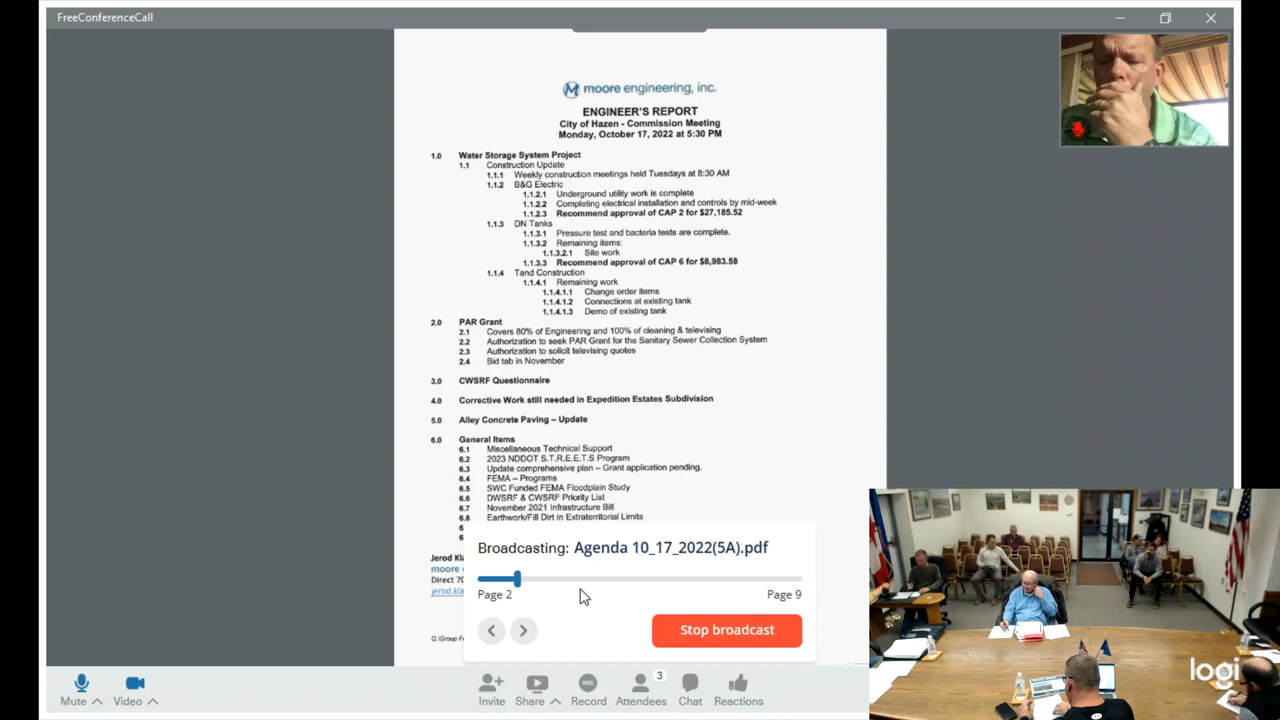 FreeConferenceCall
moore engineering, inc.
ENGINEER'S REPORT
City of Hazen - Commission Meeting
Monday, October 17, 2022 at 5:30 PM
1.0 Water Storage System Project
1.1 Construction Update
1.1.1 Weekly construction meetings held Tuesdays at 8:30 AM
1.1.2 B&G Electric
1.1.2.1 Underground utility work is complete
1.1.2.2 Completing electrical installation and controls by mid-week
1.1.2.3 Recommend approval of CAP 2 for $27,185.52
1.1.3 DN Tanks
1.1.3.1 Pressure test and bacteria tests are complete.
1.1.3.2 Remaining items:
1.1.3.2.1 Site work
1.1.3.3 Recommend approval of CAP 6 for $8,983.58
1.1.4 Tand Construction
1.1.4.1 Remaining work
1.1.4.1.1 Change order items
1.1.4.1.2 Connections at existing tank
1.1.4.1.3 Demo of existing tank
2.0 PAR Grant
2.1 Covers 80% of Engineering and 100% of cleaning & televising
2.2 Authorization to seek PAR Grant for the Sanitary Sewer Collection System
2.3 Authorization to solicit televising quotes
2.4 Bid tab in November
3.0 CWSRF Questionnaire
4.0 Corrective Work still needed in Expedition Estates Subdivision
5.0 Alley Concrete Paving – Update
6.0 General Items
6.1 Miscellaneous Technical Support
6.2 2023 NDDOT S.T.R.E.E.T.S Program
6.3 Update comprehensive plan – Grant application pending.
6.4 FEMA – Programs
6.5 SWC Funded FEMA Floodplain Study
6.6 DWSRF & CWSRF Priority List
6.7 November 2021 Infrastructure Bill
6.8 Earthwork/Fill Dirt in Extraterritorial Limits
6
6
Jerod Kla
moore
Direct 70
jerod.kla
Broadcasting: Agenda 10_17_2022(5A).pdf
Page 2 Page 9
Stop broadcast
Mute Video Invite Share Record Attendees 3 Chat Reactions
REC
logi